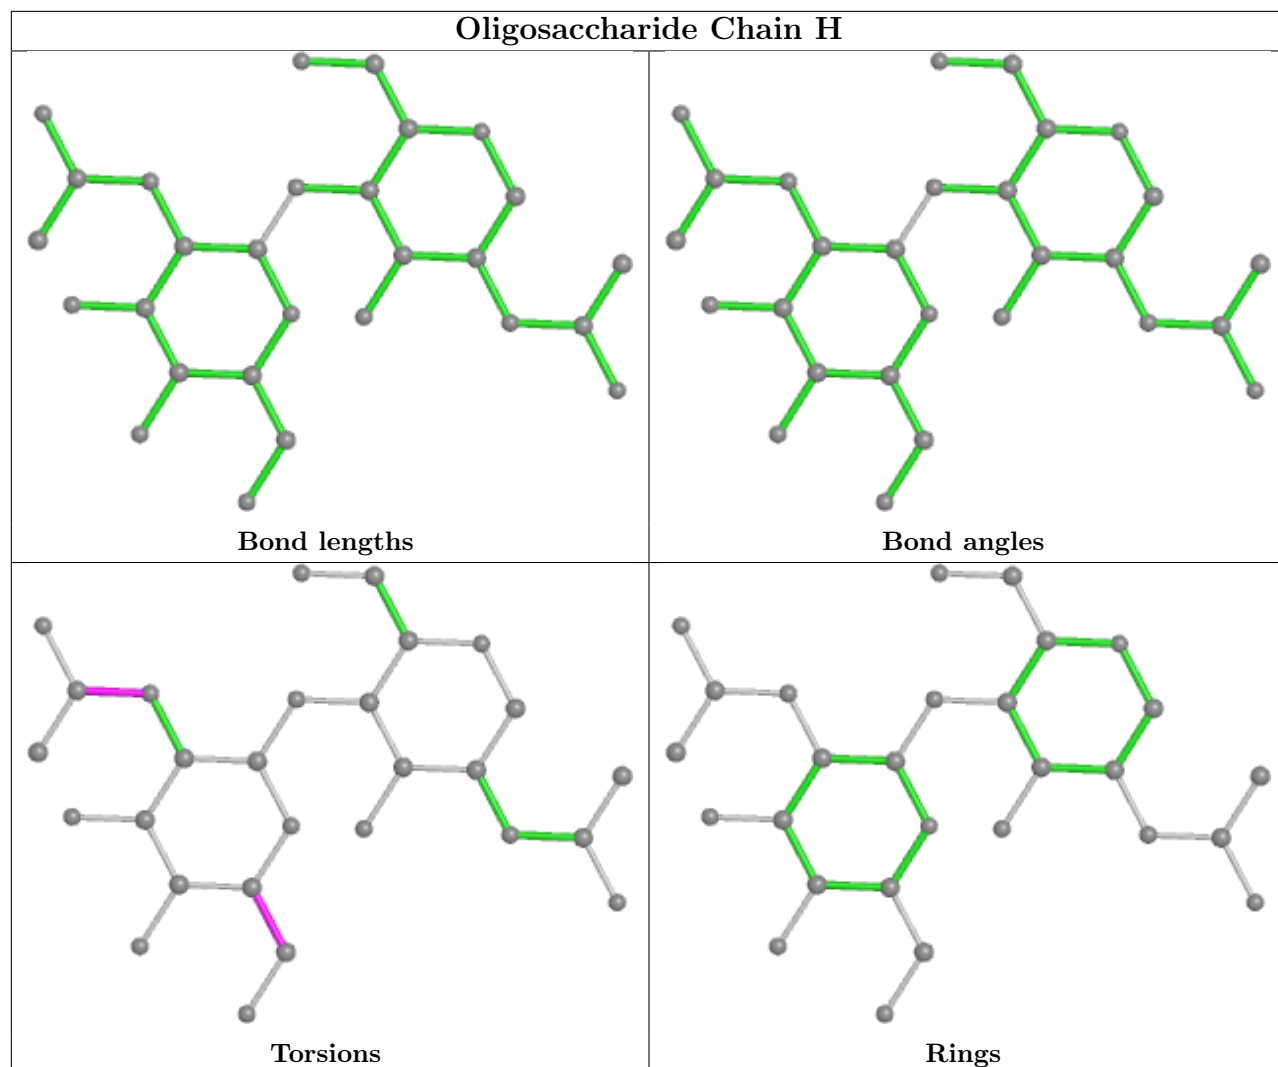 Oligosaccharide Chain H
Bond lengths
Bond angles
Torsions
Rings